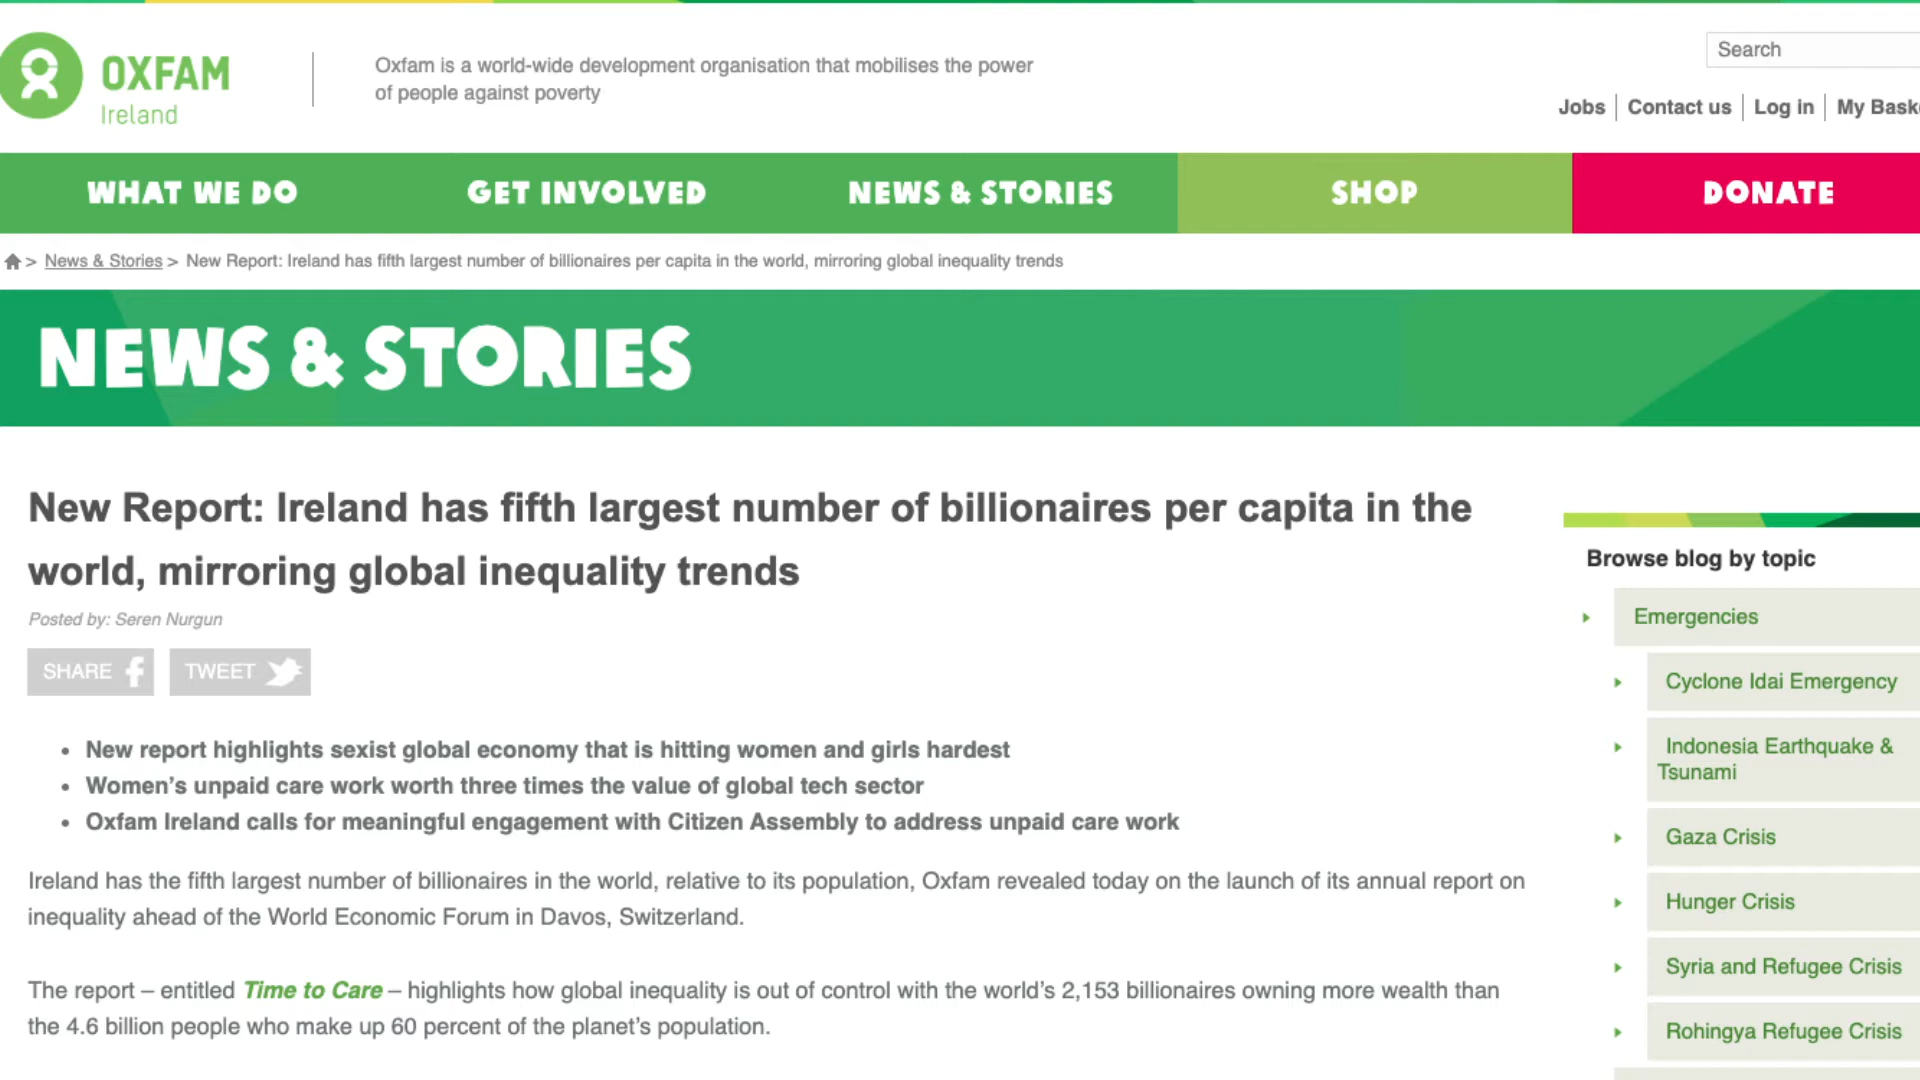 OXFAM
Ireland
Oxfam is a world-wide development organisation that mobilises the power
of people against poverty
Search
Jobs
Contact us
Log in
My Bask
WHAT WE DO
GET INVOLVED
NEWS & STORIES
SHOP
DONATE
> News & Stories > New Report: Ireland has fifth largest number of billionaires per capita in the world, mirroring global inequality trends
NEWS & STORIES
New Report: Ireland has fifth largest number of billionaires per capita in the
world, mirroring global inequality trends
Posted by: Seren Nurgun
SHARE
TWEET
• New report highlights sexist global economy that is hitting women and girls hardest
• Women’s unpaid care work worth three times the value of global tech sector
• Oxfam Ireland calls for meaningful engagement with Citizen Assembly to address unpaid care work
Ireland has the fifth largest number of billionaires in the world, relative to its population, Oxfam revealed today on the launch of its annual report on
inequality ahead of the World Economic Forum in Davos, Switzerland.
The report – entitled Time to Care – highlights how global inequality is out of control with the world’s 2,153 billionaires owning more wealth than
the 4.6 billion people who make up 60 percent of the planet’s population.
Browse blog by topic
Emergencies
Cyclone Idai Emergency
Indonesia Earthquake &
Tsunami
Gaza Crisis
Hunger Crisis
Syria and Refugee Crisis
Rohingya Refugee Crisis